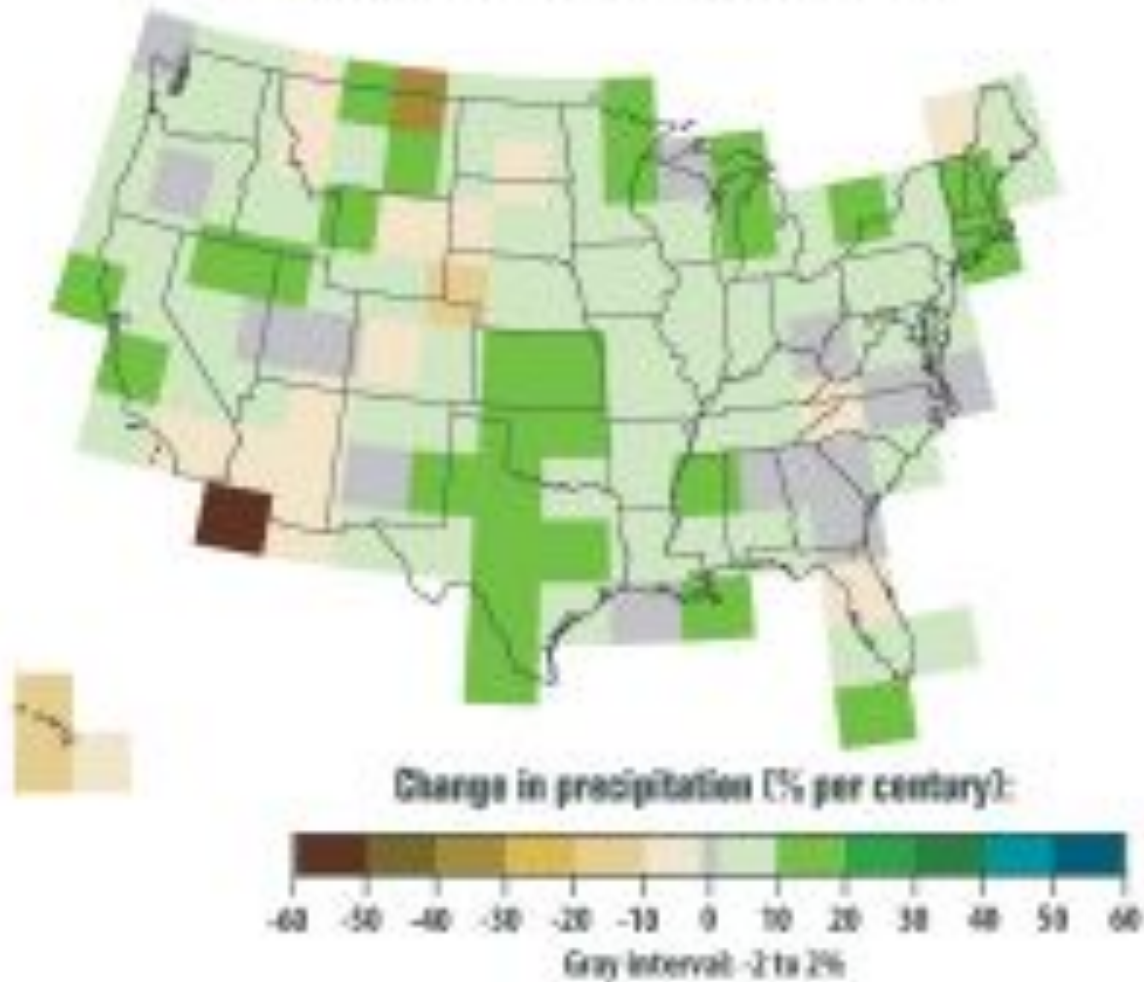 Change in precipitation (% per century):
-60 -50 -40 -30 -20 -10 0 10 20 30 40 50 60
Gray interval: -2 to 2%